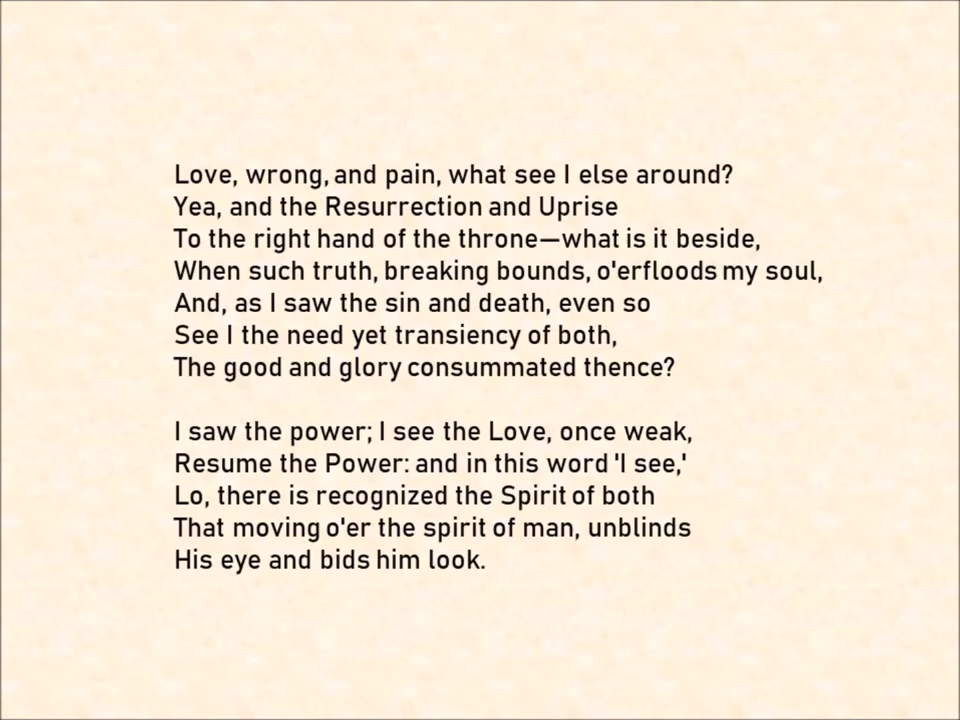 Love, wrong, and pain, what see I else around?
Yea, and the Resurrection and Uprise
To the right hand of the throne—what is it beside,
When such truth, breaking bounds, o'erfloods my soul,
And, as I saw the sin and death, even so
See I the need yet transiency of both,
The good and glory consummated thence?

I saw the power; I see the Love, once weak,
Resume the Power: and in this word 'I see,'
Lo, there is recognized the Spirit of both
That moving o'er the spirit of man, unblinds
His eye and bids him look.